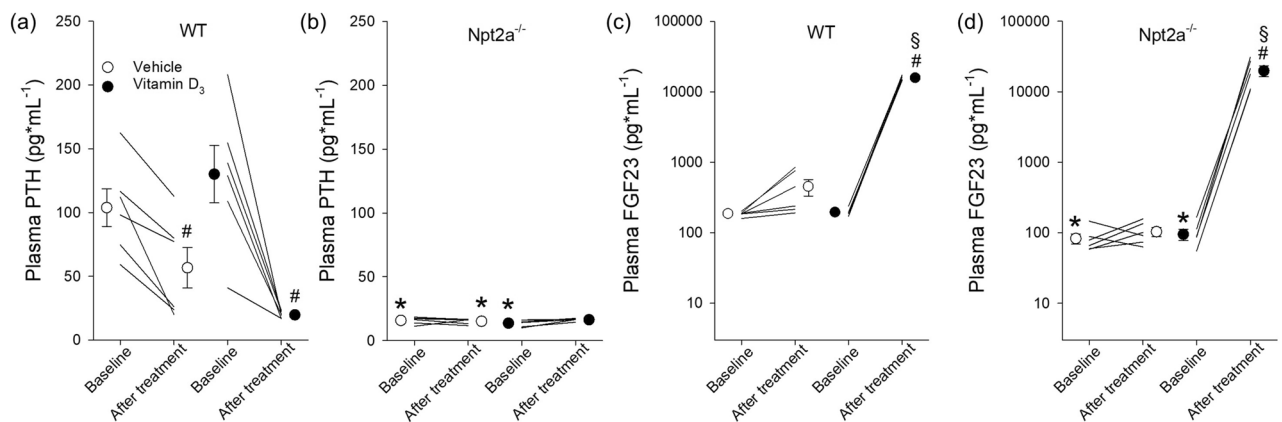 (a)
WT
Vehicle
Vitamin D₃
Plasma PTH (pg*mL⁻¹)
250
200
150
100
50
0
#
#
Baseline
After treatment
Baseline
After treatment
(b)
Npt2a⁻/⁻
Plasma PTH (pg*mL⁻¹)
250
200
150
100
50
0
*
*
*
Baseline
After treatment
Baseline
After treatment
(c)
WT
Plasma FGF23 (pg*mL⁻¹)
100000
10000
1000
100
10
§
#
Baseline
After treatment
Baseline
After treatment
(d)
Npt2a⁻/⁻
Plasma FGF23 (pg*mL⁻¹)
100000
10000
1000
100
10
*
*
§
#
Baseline
After treatment
Baseline
After treatment